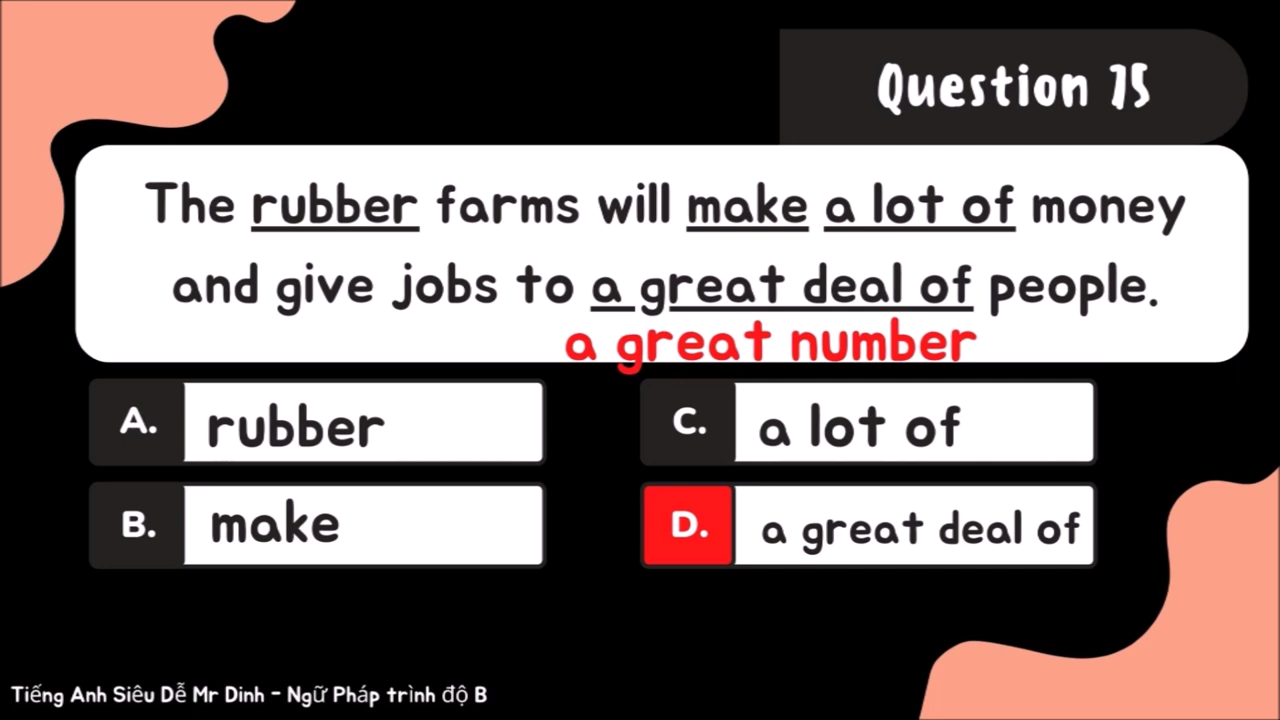 Question 15
The rubber farms will make a lot of money
and give jobs to a great deal of people.
a great number
A. rubber
C. a lot of
B. make
D. a great deal of
Tiếng Anh Siêu Dễ Mr Dinh - Ngữ Pháp trình độ B